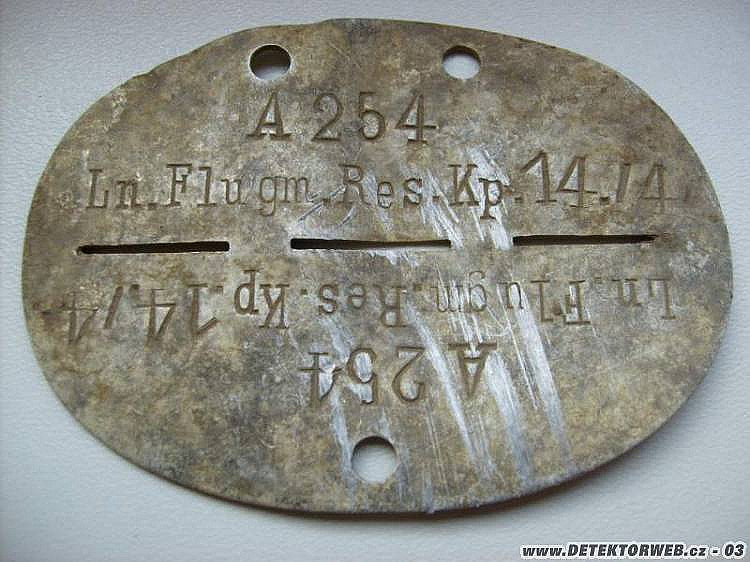 A 254
Ln.Flugm.Res.Kp.14./4
Ln.Flugm.Res.Kp.14./4
A 254
www.DETEKTORWEB.cz - 03